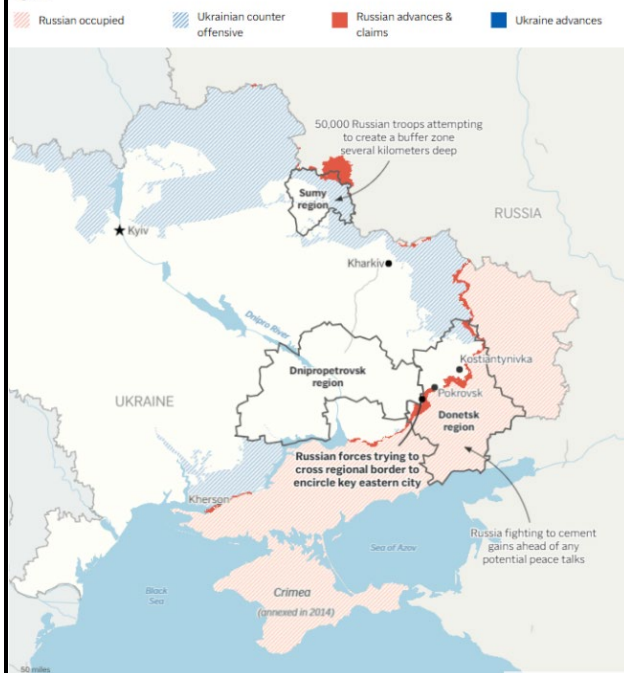 Russian occupied
Ukrainian counter
offensive
Russian advances &
claims
Ukraine advances
50,000 Russian troops attempting
to create a buffer zone
several kilometers deep
Sumy
region
RUSSIA
Kyiv
Kharkiv
Dnipro River
Kostiantynivka
Dnipropetrovsk
region
Pokrovsk
UKRAINE
Donetsk
region
Russian forces trying to
cross regional border to
encircle key eastern city
Kherson
Russia fighting to cement
gains ahead of any
potential peace talks
Sea of Azov
Black
Sea
Crimea
(annexed in 2014)
50 miles